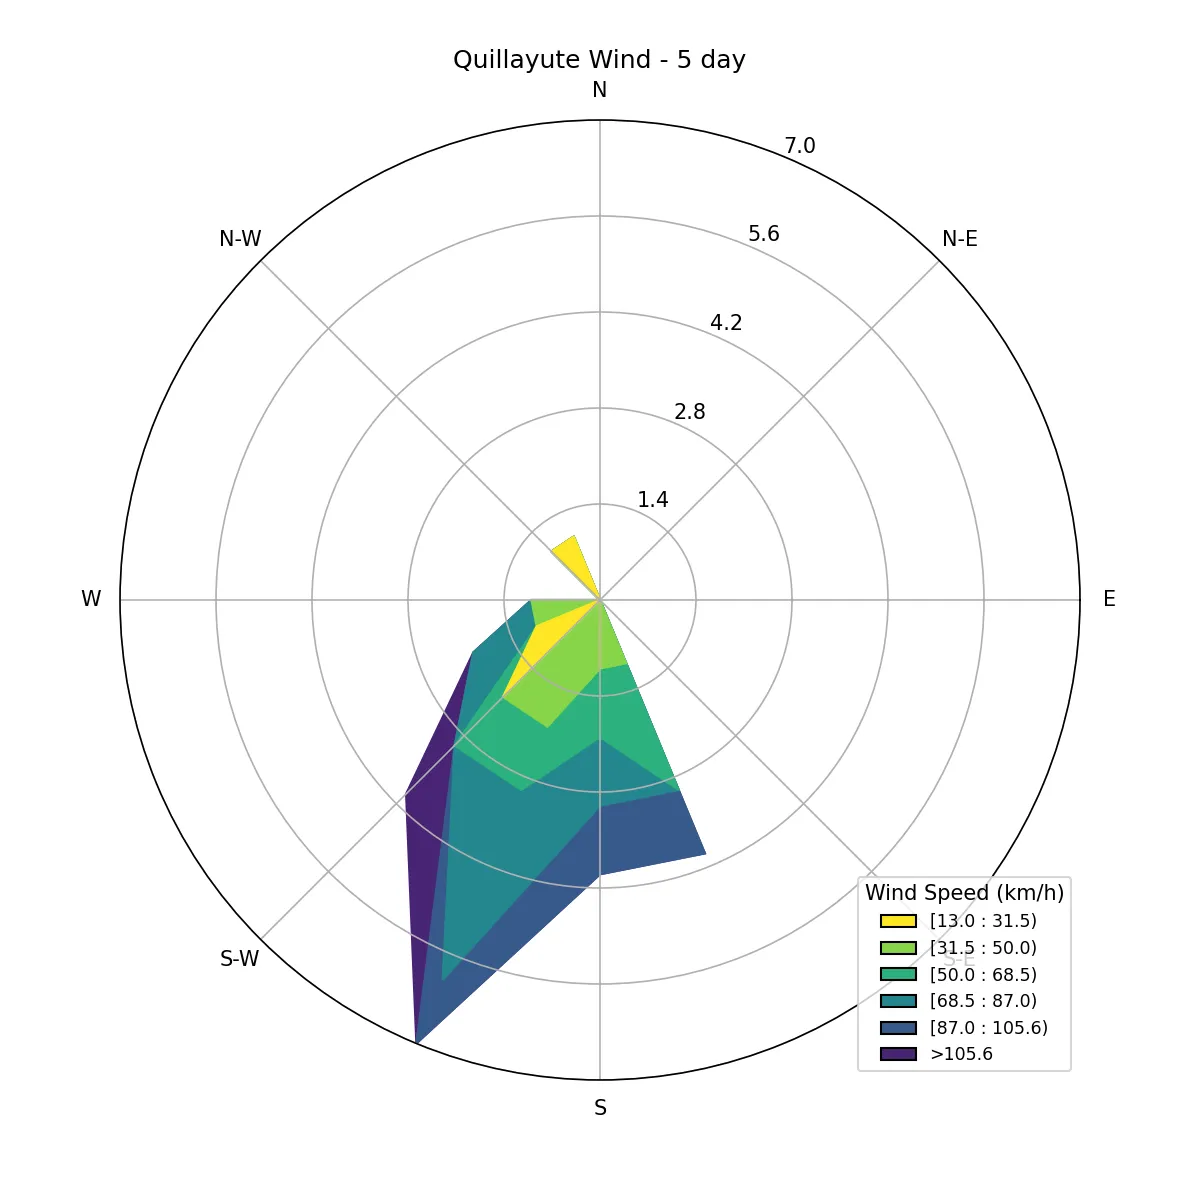 Quillayute Wind - 5 day
N
7.0
5.6
N-W
N-E
4.2
2.8
1.4
W
E
S-W
S-E
Wind Speed (km/h)
[13.0 : 31.5)
[31.5 : 50.0)
[50.0 : 68.5)
[68.5 : 87.0)
[87.0 : 105.6)
>105.6
S